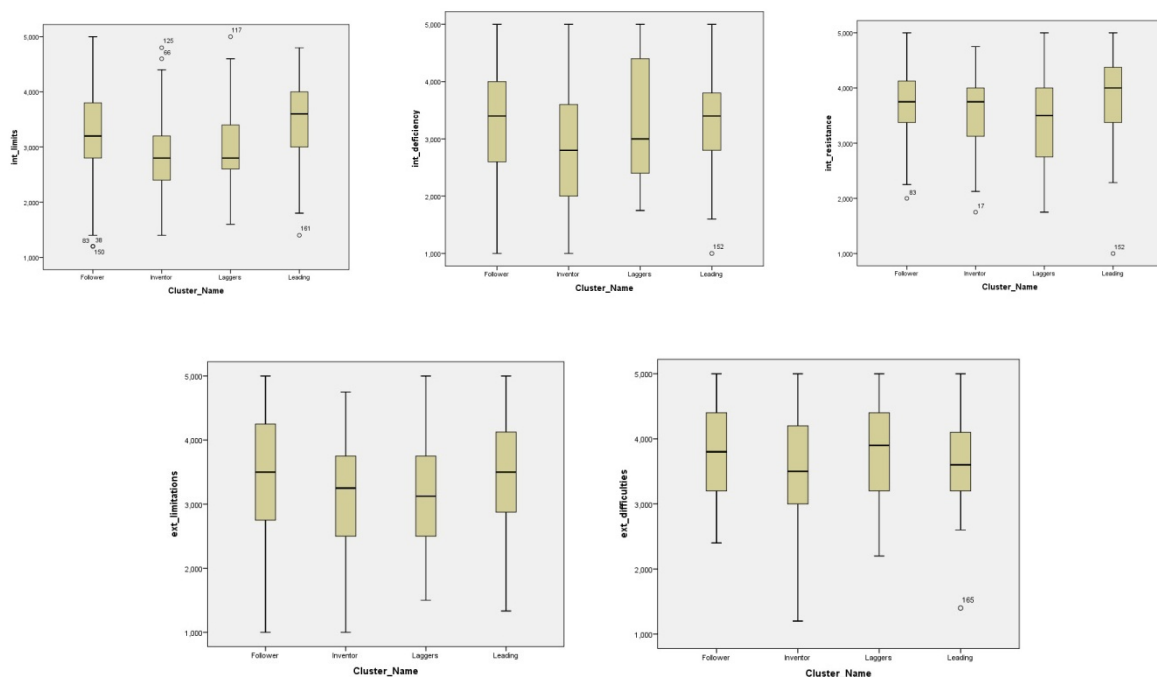 int_limits
5,000
4,000
3,000
2,000
1,000
125
66
117
83
38
150
161
Follower
Inventor
Laggers
Leading
Cluster_Name
int_deficiency
5,000
4,000
3,000
2,000
1,000
152
Follower
Inventor
Laggers
Leading
Cluster_Name
int_resistance
5,000
4,000
3,000
2,000
1,000
83
17
152
Follower
Inventor
Laggers
Leading
Cluster_Name
ext_limitations
5,000
4,000
3,000
2,000
1,000
Follower
Inventor
Laggers
Leading
Cluster_Name
ext_difficulties
5,000
4,000
3,000
2,000
1,000
165
Follower
Inventor
Laggers
Leading
Cluster_Name